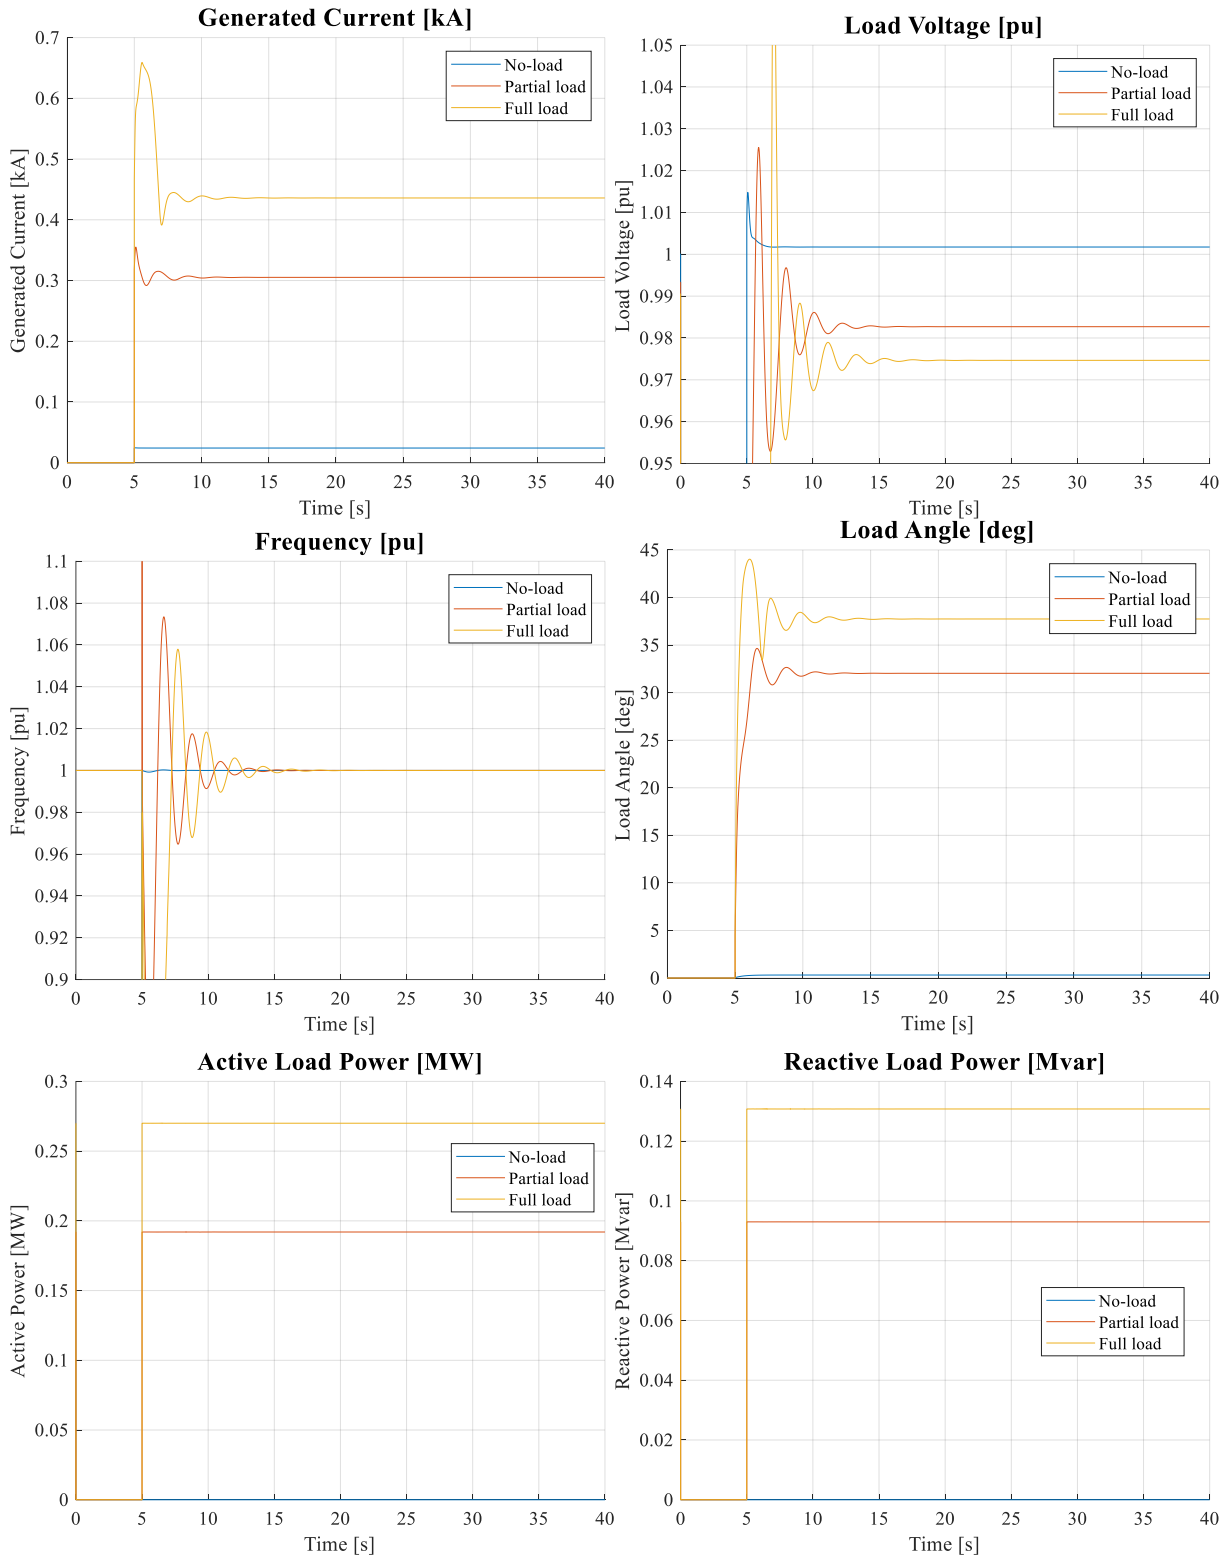 Generated Current [kA]
0.7
0.6
0.5
0.4
0.3
0.2
0.1
0
Generated Current [kA]
No-load
Partial load
Full load
0 5 10 15 20 25 30 35 40
Time [s]
Load Voltage [pu]
1.05
1.04
1.03
1.02
1.01
1
0.99
0.98
0.97
0.96
0.95
Load Voltage [pu]
No-load
Partial load
Full load
0 5 10 15 20 25 30 35 40
Time [s]
Frequency [pu]
1.1
1.08
1.06
1.04
1.02
1
0.98
0.96
0.94
0.92
0.9
Frequency [pu]
No-load
Partial load
Full load
0 5 10 15 20 25 30 35 40
Time [s]
Load Angle [deg]
45
40
35
30
25
20
15
10
5
0
Load Angle [deg]
No-load
Partial load
Full load
0 5 10 15 20 25 30 35 40
Time [s]
Active Load Power [MW]
0.3
0.25
0.2
0.15
0.1
0.05
0
Active Power [MW]
No-load
Partial load
Full load
0 5 10 15 20 25 30 35 40
Time [s]
Reactive Load Power [Mvar]
0.14
0.12
0.1
0.08
0.06
0.04
0.02
0
Reactive Power [Mvar]
No-load
Partial load
Full load
0 5 10 15 20 25 30 35 40
Time [s]